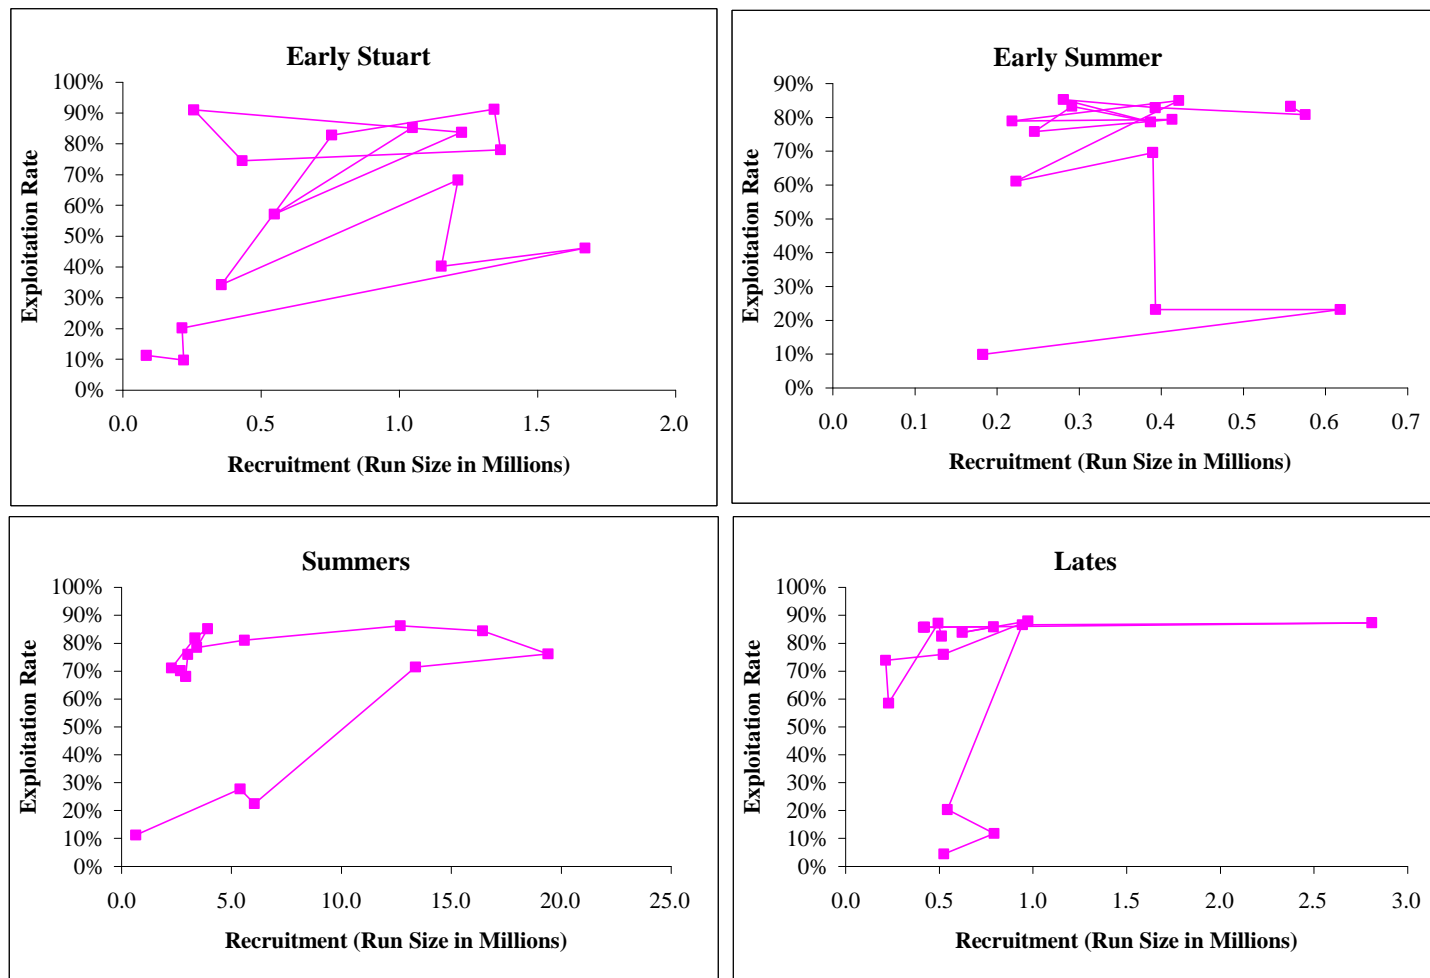 Early Stuart
100%
90%
80%
70%
60%
50%
40%
30%
20%
10%
0%
Exploitation Rate
0.0 0.5 1.0 1.5 2.0
Recruitment (Run Size in Millions)
Early Summer
90%
80%
70%
60%
50%
40%
30%
20%
10%
0%
Exploitation Rate
0.0 0.1 0.2 0.3 0.4 0.5 0.6 0.7
Recruitment (Run Size in Millions)
Summers
100%
90%
80%
70%
60%
50%
40%
30%
20%
10%
0%
Exploitation Rate
0.0 5.0 10.0 15.0 20.0 25.0
Recruitment (Run Size in Millions)
Lates
100%
90%
80%
70%
60%
50%
40%
30%
20%
10%
0%
Exploitation Rate
0.0 0.5 1.0 1.5 2.0 2.5 3.0
Recruitment (Run Size in Millions)